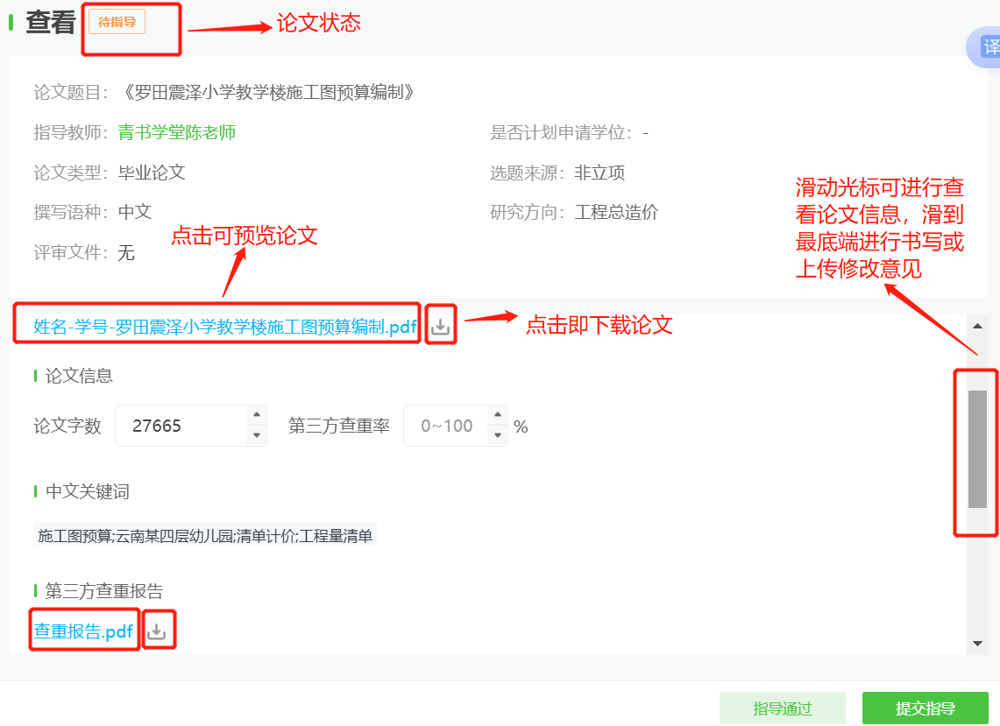 查看 待指导 论文状态
译
论文题目：《罗田震泽小学教学楼施工图预算编制》
指导教师：青书学堂陈老师 是否计划申请学位：-
论文类型：毕业论文 选题来源：非立项
撰写语种：中文 研究方向：工程总造价
评审文件：无
点击可预览论文
滑动光标可进行查
看论文信息，滑到
最底端进行书写或
上传修改意见
姓名-学号-罗田震泽小学教学楼施工图预算编制.pdf
点击即下载论文
论文信息
论文字数 27665 第三方查重率 0~100 %
中文关键词
施工图预算;云南某四层幼儿园;清单计价;工程量清单
第三方查重报告
查重报告.pdf
指导通过 提交指导